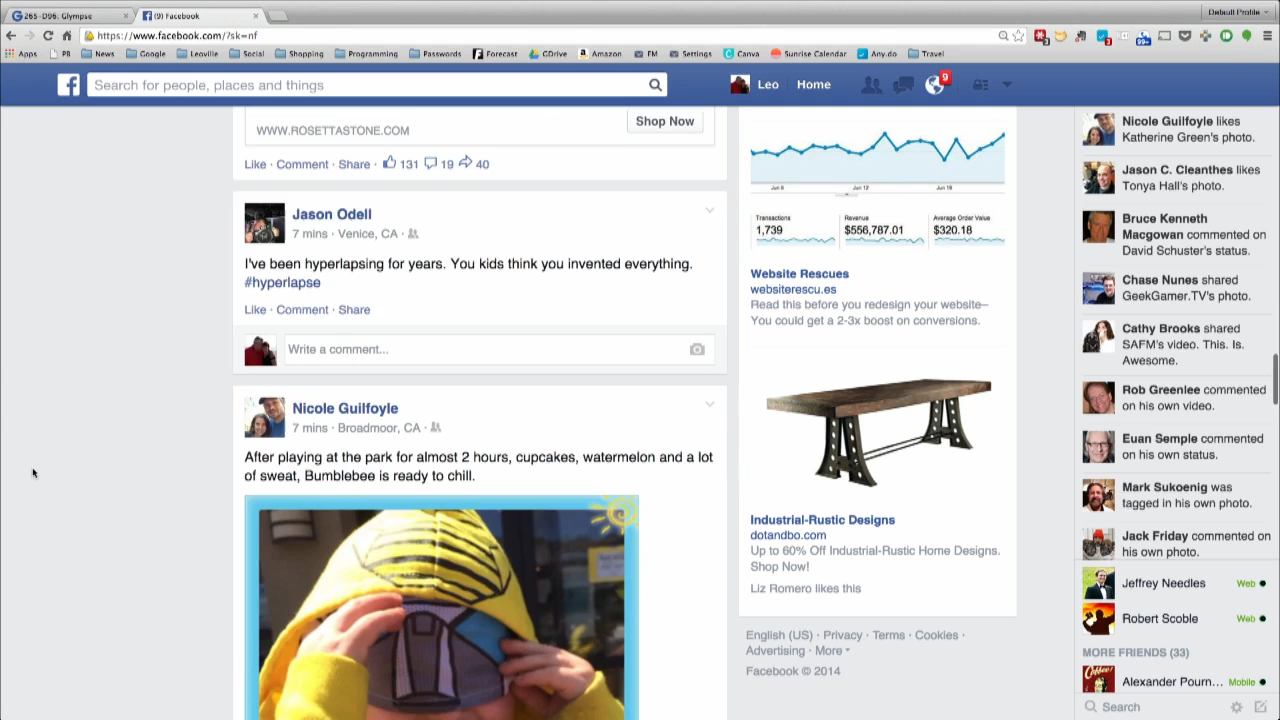 265-D96: Glympse
(9) Facebook
Default Profile
https://www.facebook.com/?sk=nf
Apps
PB
News
Google
Leoville
Social
Shopping
Programming
Passwords
Forecast
GDrive
Amazon
FM
Settings
Canva
Sunrise Calendar
Any.do
Travel
Search for people, places and things
Leo
Home
9
WWW.ROSETTASTONE.COM
Shop Now
Like · Comment · Share · 131 19 40
Jason Odell
7 mins · Venice, CA ·
I've been hyperlapsing for years. You kids think you invented everything.
#hyperlapse
Like · Comment · Share
Write a comment...
Nicole Guilfoyle
7 mins · Broadmoor, CA ·
After playing at the park for almost 2 hours, cupcakes, watermelon and a lot
of sweat, Bumblebee is ready to chill.
Jun 12
Transactions
1,739
Revenue
$556,787.01
Average Order Value
$320.18
Website Rescues
websiterescu.es
Read this before you redesign your website–
You could get a 2-3x boost on conversions.
Industrial-Rustic Designs
dotandbo.com
Up to 60% Off Industrial-Rustic Home Designs.
Shop Now!
Liz Romero likes this
English (US) · Privacy · Terms · Cookies ·
Advertising · More
Facebook © 2014
Nicole Guilfoyle likes
Katherine Green's photo.
Jason C. Cleanthes likes
Tonya Hall's photo.
Bruce Kenneth
Macgowan commented on
David Schuster's status.
Chase Nunes shared
GeekGamer.TV's photo.
Cathy Brooks shared
SAFM's video. This. Is.
Awesome.
Rob Greenlee commented
on his own video.
Euan Semple commented
on his own status.
Mark Sukoenig was
tagged in his own photo.
Jack Friday commented on
his own photo.
Jeffrey Needles Web
Robert Scoble Web
MORE FRIENDS (33)
Alexander Pourn... Mobile
Search